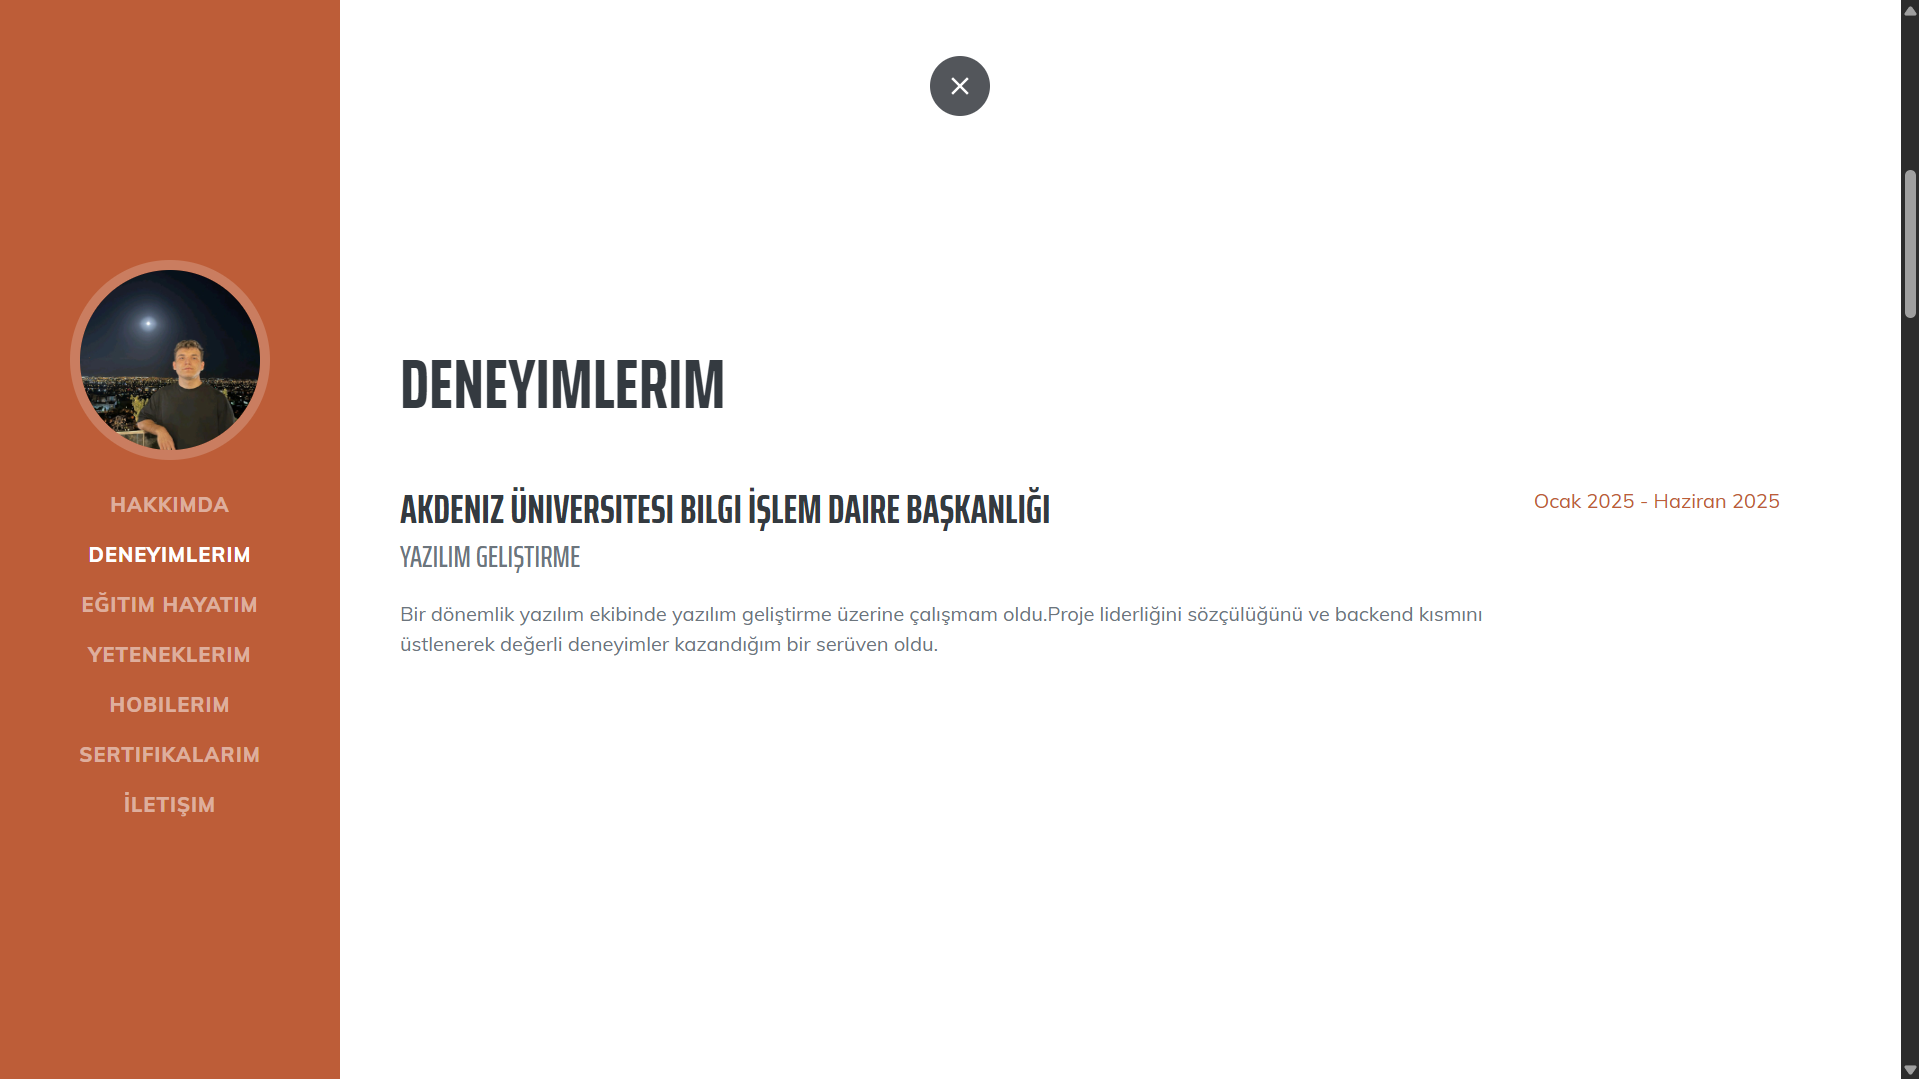 HAKKIMDA
DENEYIMLERIM
EĞITIM HAYATIM
YETENEKLERIM
HOBILERIM
SERTIFIKALARIM
İLETIŞIM
DENEYIMLERIM
AKDENIZ ÜNIVERSITESI BILGI İŞLEM DAIRE BAŞKANLIĞI
Ocak 2025 - Haziran 2025
YAZILIM GELIŞTIRME
Bir dönemlik yazılım ekibinde yazılım geliştirme üzerine çalışmam oldu.Proje liderliğini sözçülüğünü ve backend kısmını
üstlenerek değerli deneyimler kazandığım bir serüven oldu.